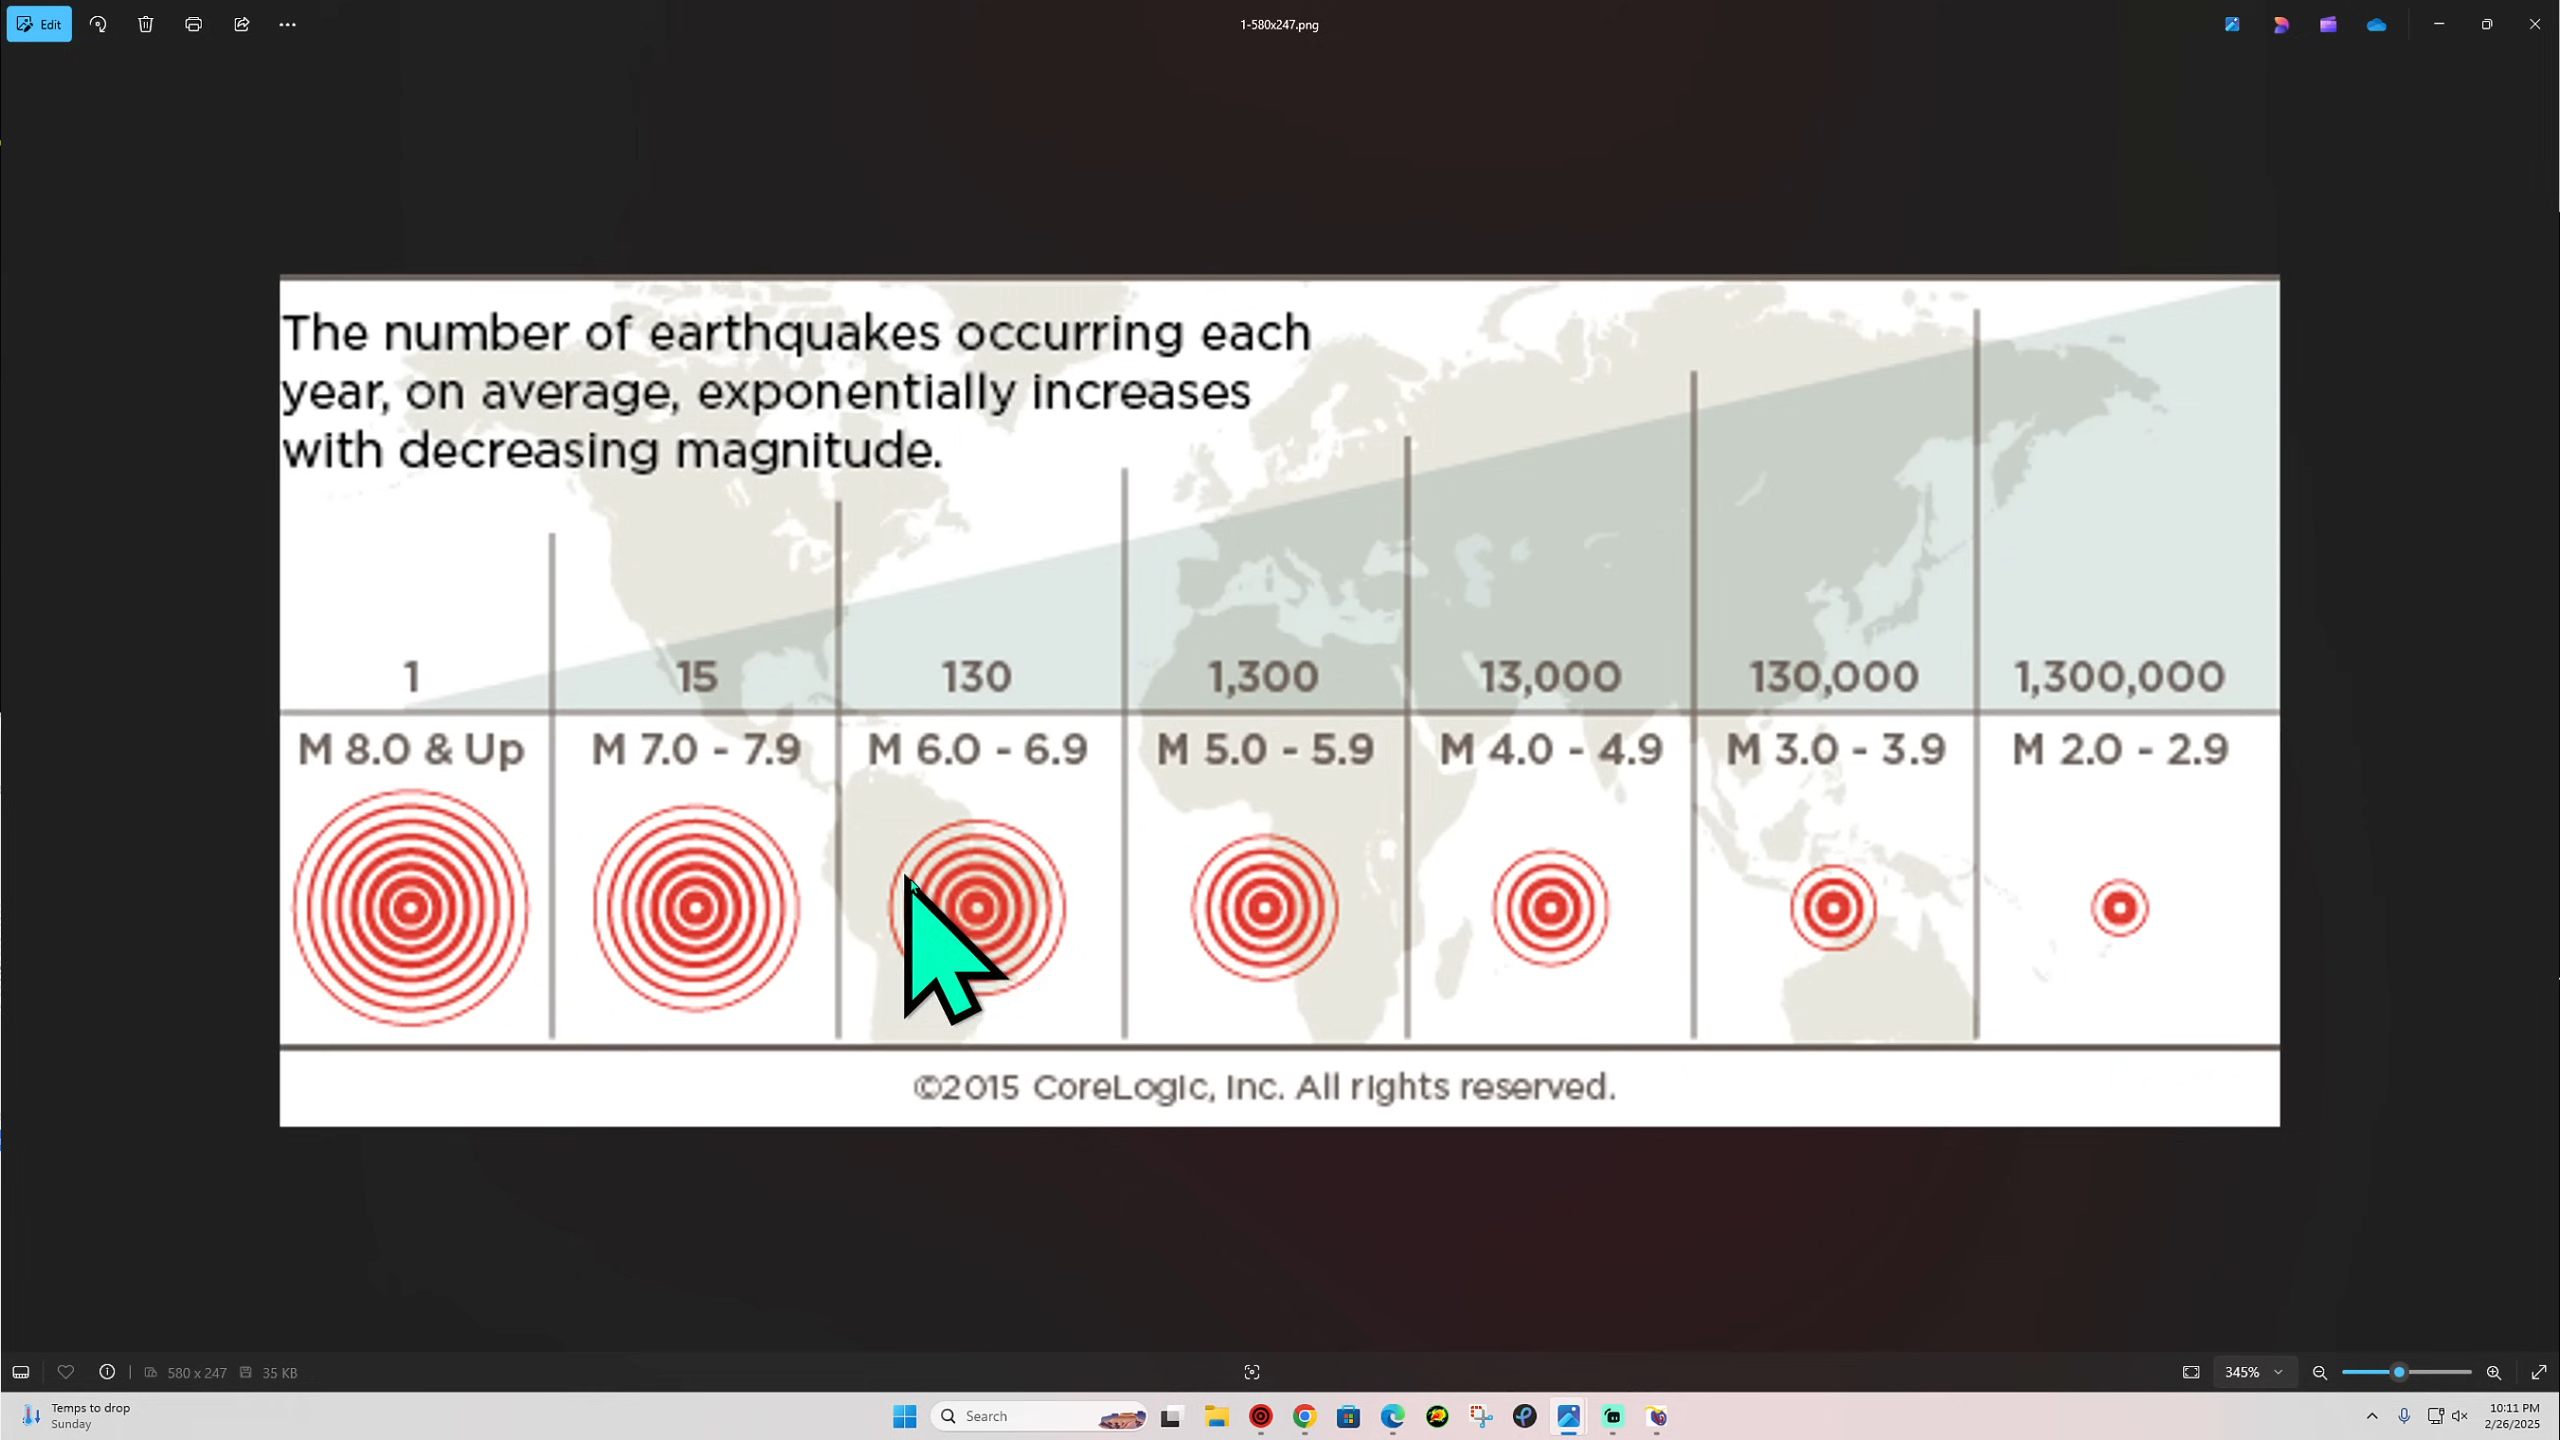 Edit
1-580x247.png
The number of earthquakes occurring each
year, on average, exponentially increases
with decreasing magnitude.
1 15 130 1,300 13,000 130,000 1,300,000
M 8.0 & Up M 7.0 - 7.9 M 6.0 - 6.9 M 5.0 - 5.9 M 4.0 - 4.9 M 3.0 - 3.9 M 2.0 - 2.9
©2015 CoreLogic, Inc. All rights reserved.
580 x 247 35 KB 345%
Temps to drop
Sunday
Search
10:11 PM
2/26/2025